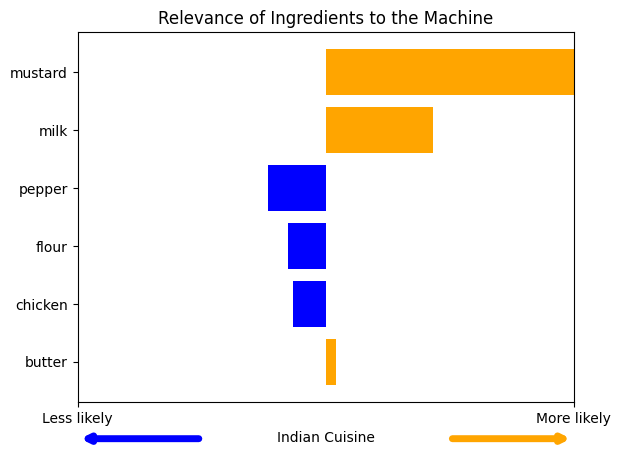 Relevance of Ingredients to the Machine
mustard
milk
pepper
flour
chicken
butter
Less likely
More likely
Indian Cuisine